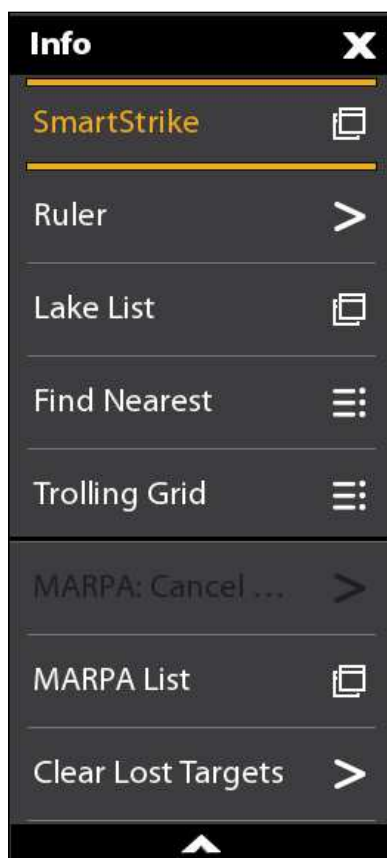 Info
SmartStrike
Ruler
Lake List
Find Nearest
Trolling Grid
MARPA: Cancel ...
MARPA List
Clear Lost Targets